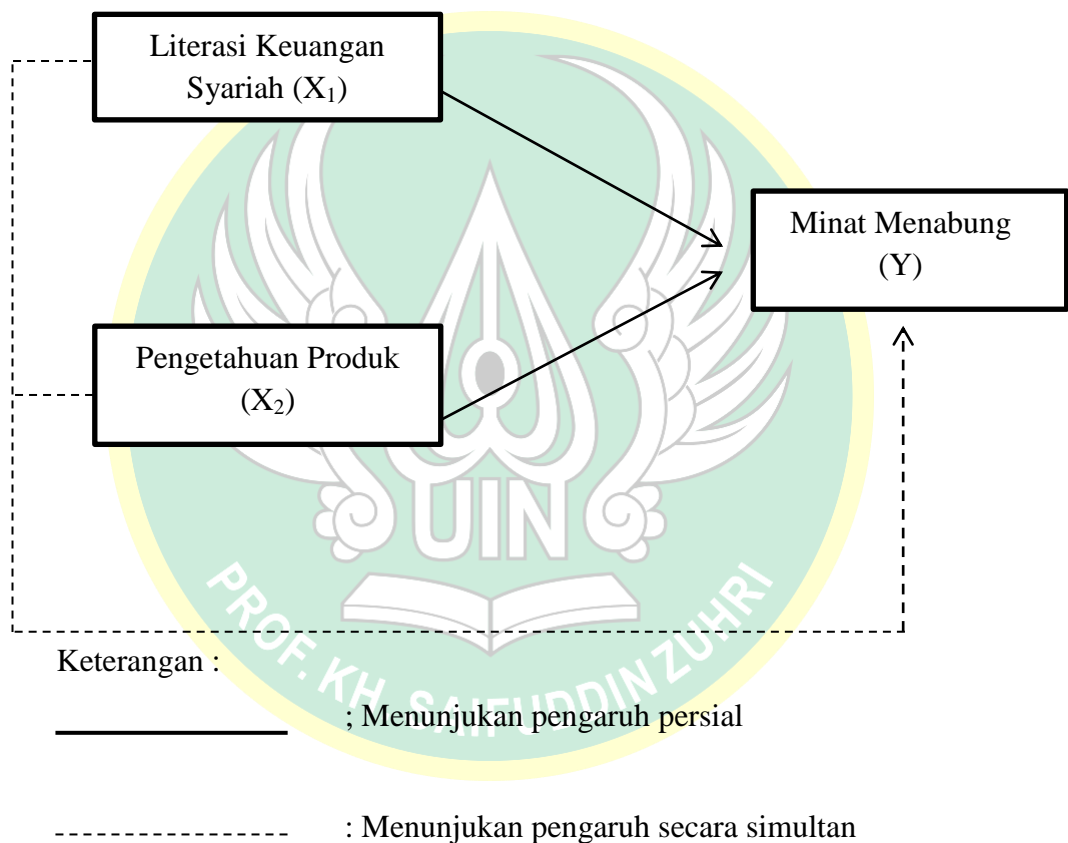 Literasi Keuangan
Syariah (X₁)
Minat Menabung
(Y)
Pengetahuan Produk
(X₂)
UIN
PROF. KH. SAIFUDDIN ZUHRI
Keterangan :
; Menunjukan pengaruh persial
: Menunjukan pengaruh secara simultan